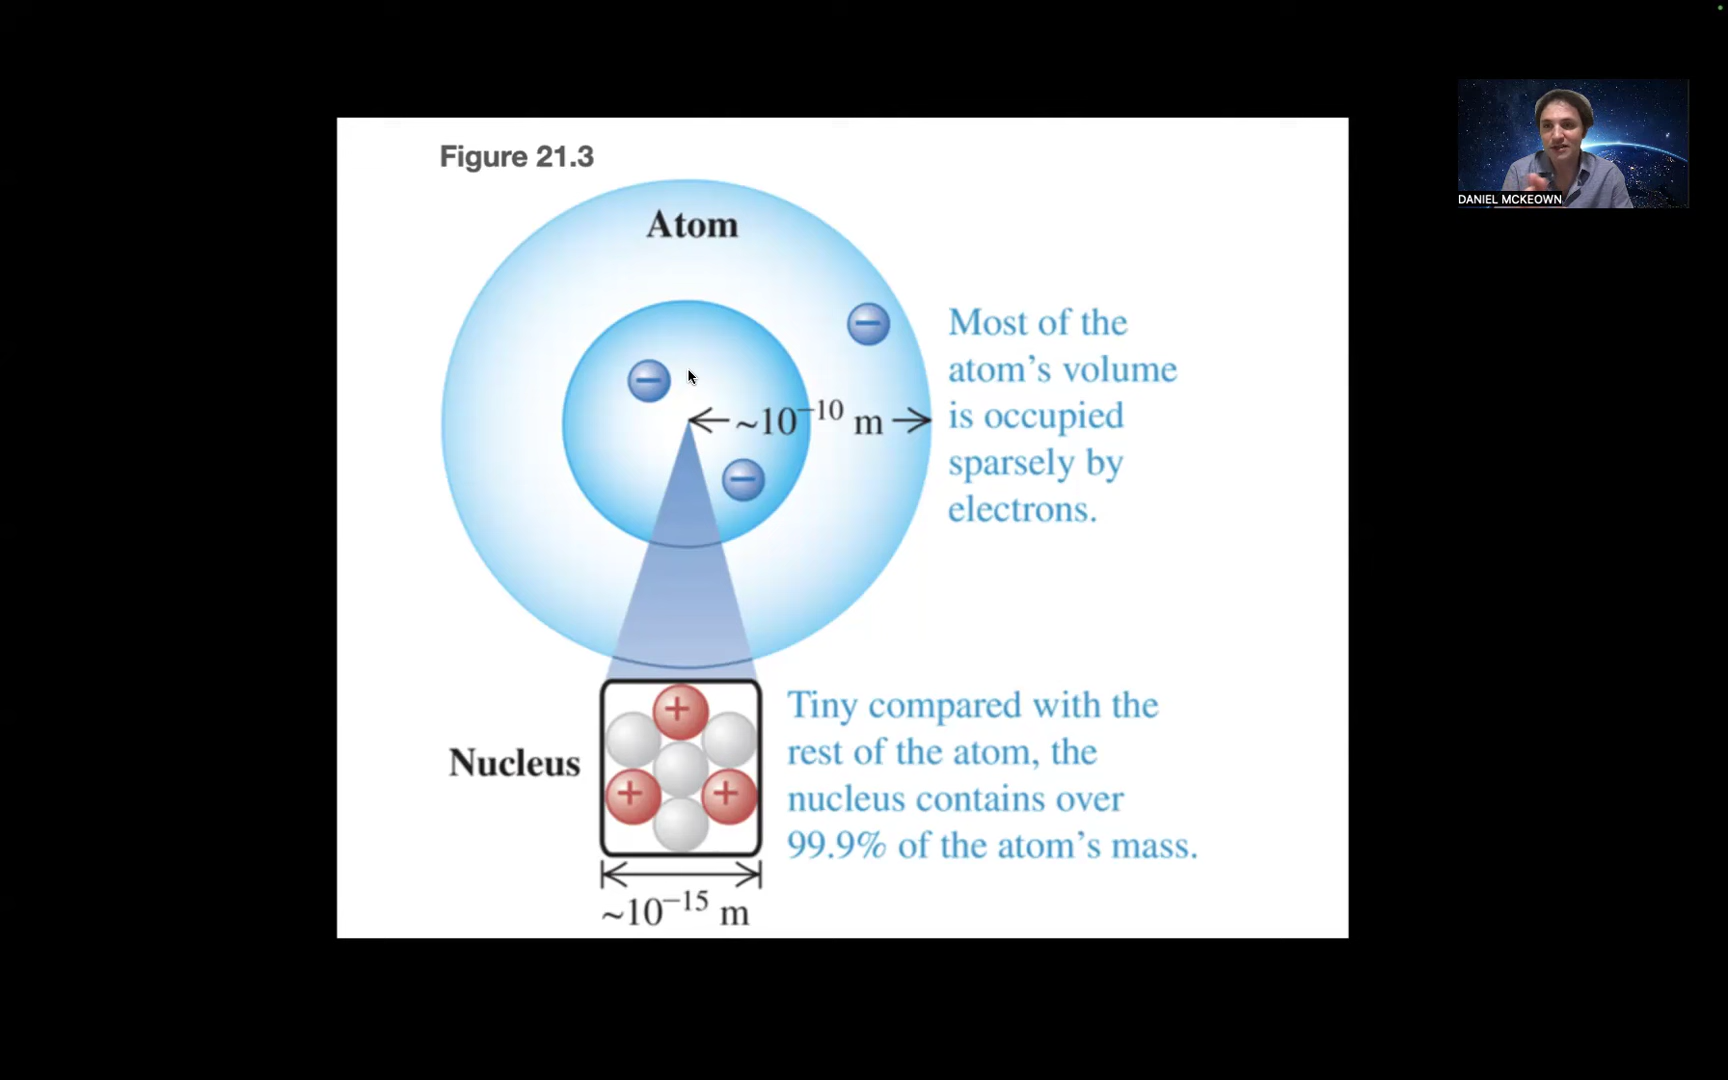 Figure 21.3
Atom
−
−
−
~10⁻¹⁰ m
Most of the
atom’s volume
is occupied
sparsely by
electrons.
Nucleus
+
+
+
~10⁻¹⁵ m
Tiny compared with the
rest of the atom, the
nucleus contains over
99.9% of the atom’s mass.
DANIEL MCKEOWN